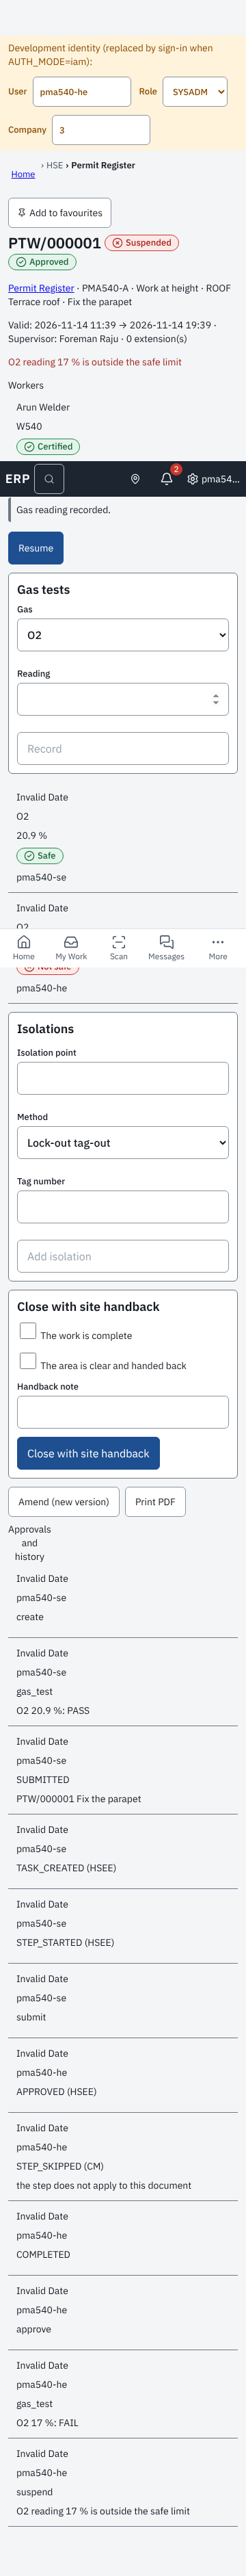 Development identity (replaced by sign-in when
AUTH_MODE=iam):
User pma540-he Role SYSADM
Company 3
Home › HSE › Permit Register
Add to favourites
PTW/000001 Suspended
Approved
Permit Register · PMA540-A · Work at height · ROOF
Terrace roof · Fix the parapet
Valid: 2026-11-14 11:39 → 2026-11-14 19:39 ·
Supervisor: Foreman Raju · 0 extension(s)
O2 reading 17 % is outside the safe limit
Workers
Arun Welder
W540
Certified
ERP 2 pma54...
Gas reading recorded.
Resume
Gas tests
Gas
O2
Reading
Record
Invalid Date
O2
20.9 %
Safe
pma540-se
Invalid Date
O2
Home My Work Scan Messages More
Not safe
pma540-he
Isolations
Isolation point
Method
Lock-out tag-out
Tag number
Add isolation
Close with site handback
The work is complete
The area is clear and handed back
Handback note
Close with site handback
Amend (new version) Print PDF
Approvals
and
history
Invalid Date
pma540-se
create
Invalid Date
pma540-se
gas_test
O2 20.9 %: PASS
Invalid Date
pma540-se
SUBMITTED
PTW/000001 Fix the parapet
Invalid Date
pma540-se
TASK_CREATED (HSEE)
Invalid Date
pma540-se
STEP_STARTED (HSEE)
Invalid Date
pma540-se
submit
Invalid Date
pma540-he
APPROVED (HSEE)
Invalid Date
pma540-he
STEP_SKIPPED (CM)
the step does not apply to this document
Invalid Date
pma540-he
COMPLETED
Invalid Date
pma540-he
approve
Invalid Date
pma540-he
gas_test
O2 17 %: FAIL
Invalid Date
pma540-he
suspend
O2 reading 17 % is outside the safe limit